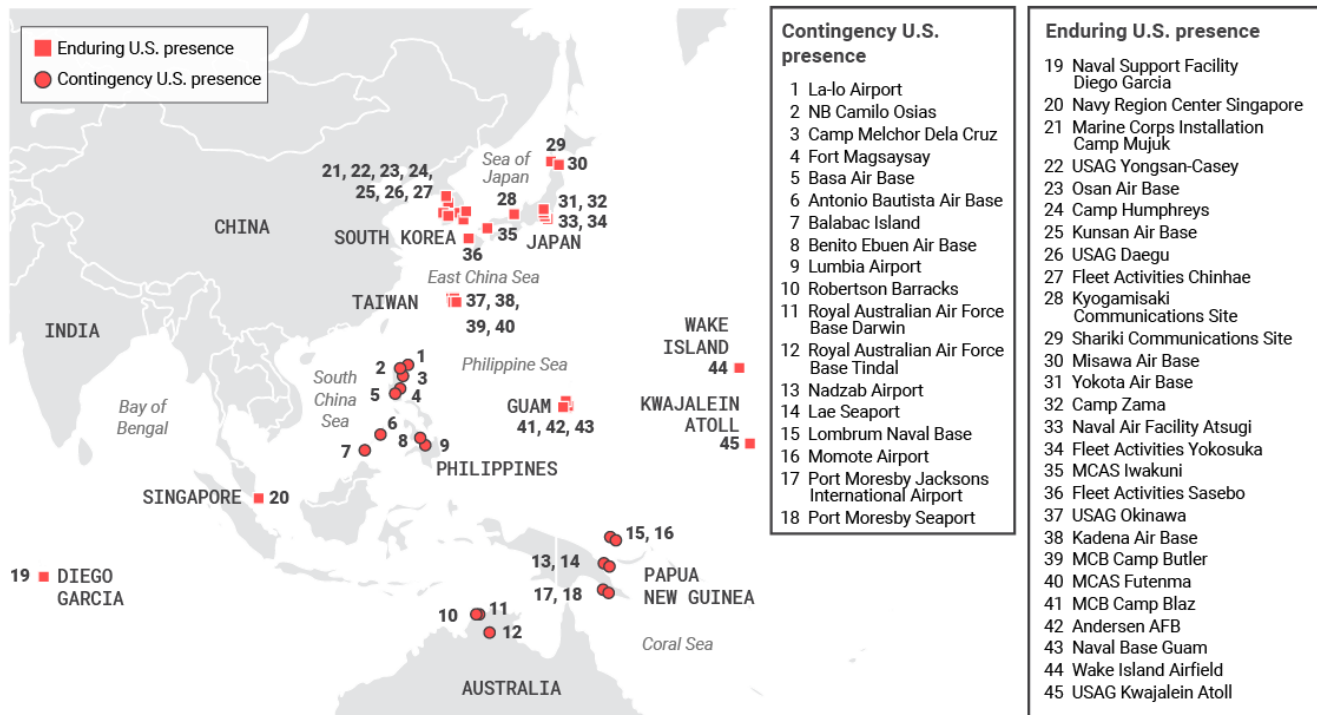 Enduring U.S. presence
Contingency U.S. presence
29
Sea of
Japan
30
21, 22, 23, 24,
25, 26, 27
28
31, 32
33, 34
CHINA
SOUTH KOREA
35
JAPAN
36
East China Sea
TAIWAN
37, 38,
39, 40
INDIA
WAKE
ISLAND
44
1
2
3
4
5
South
China
Sea
Philippine Sea
Bay of
Bengal
GUAM
41, 42, 43
KWAJALEIN
ATOLL
45
6
7
8
9
PHILIPPINES
SINGAPORE
20
15, 16
19
DIEGO
GARCIA
13, 14
PAPUA
NEW GUINEA
17, 18
10
11
12
Coral Sea
AUSTRALIA
Contingency U.S.
presence
1 La-lo Airport
2 NB Camilo Osias
3 Camp Melchor Dela Cruz
4 Fort Magsaysay
5 Basa Air Base
6 Antonio Bautista Air Base
7 Balabac Island
8 Benito Ebuen Air Base
9 Lumbia Airport
10 Robertson Barracks
11 Royal Australian Air Force
Base Darwin
12 Royal Australian Air Force
Base Tindal
13 Nadzab Airport
14 Lae Seaport
15 Lombrum Naval Base
16 Momote Airport
17 Port Moresby Jacksons
International Airport
18 Port Moresby Seaport
Enduring U.S. presence
19 Naval Support Facility
Diego Garcia
20 Navy Region Center Singapore
21 Marine Corps Installation
Camp Mujuk
22 USAG Yongsan-Casey
23 Osan Air Base
24 Camp Humphreys
25 Kunsan Air Base
26 USAG Daegu
27 Fleet Activities Chinhae
28 Kyogamisaki
Communications Site
29 Shariki Communications Site
30 Misawa Air Base
31 Yokota Air Base
32 Camp Zama
33 Naval Air Facility Atsugi
34 Fleet Activities Yokosuka
35 MCAS Iwakuni
36 Fleet Activities Sasebo
37 USAG Okinawa
38 Kadena Air Base
39 MCB Camp Butler
40 MCAS Futenma
41 MCB Camp Blaz
42 Andersen AFB
43 Naval Base Guam
44 Wake Island Airfield
45 USAG Kwajalein Atoll